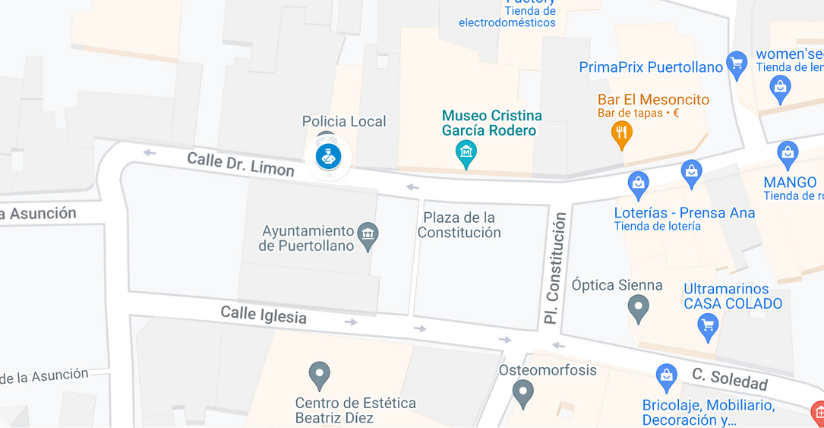 Factory
Tienda de
electrodomésticos
PrimaPrix Puertollano
women'se
Tienda de len
Bar El Mesoncito
Bar de tapas • €
Policia Local
Museo Cristina
García Rodero
Calle Dr. Limon
MANGO
Tienda de ro
a Asunción
Ayuntamiento
de Puertollano
Plaza de la
Constitución
Loterías - Prensa Ana
Tienda de lotería
Pl. Constitución
Óptica Sienna
Ultramarinos
CASA COLADO
Calle Iglesia
de la Asunción
Osteomorfosis
C. Soledad
Centro de Estética
Beatriz Díez
Bricolaje, Mobiliario,
Decoración y...